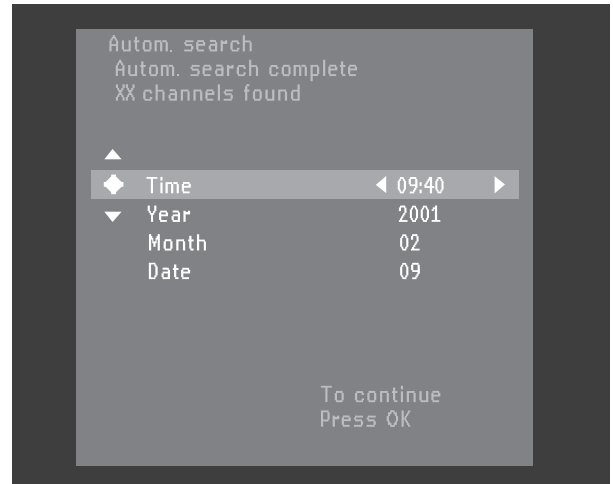 Autom. search
Autom. search complete
XX channels found
Time 09:40
Year 2001
Month 02
Date 09
To continue
Press OK